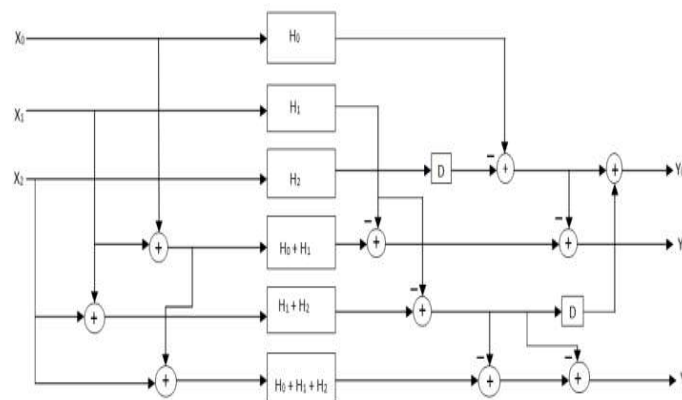 X₀
H₀
X₁
H₁
X₂
H₂
D
−
−
+
+
Y₀
+
H₀ + H₁
−
+
−
+
Y
+
H₁ + H₂
−
+
D
+
H₀ + H₁ + H₂
−
+
−
+
Y